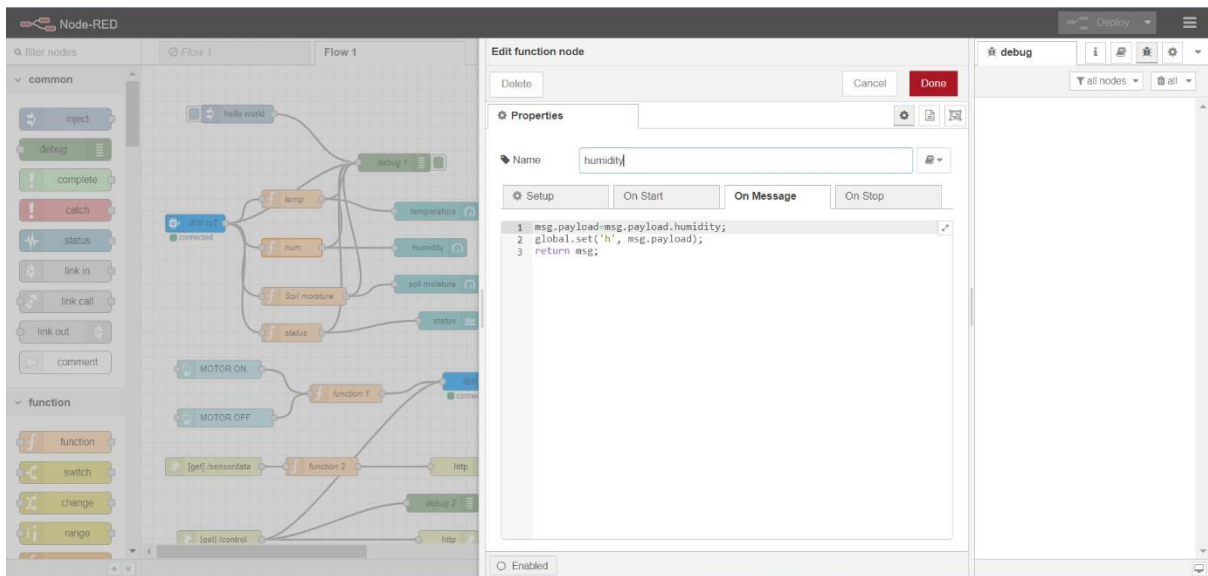 Node-RED
Deploy
filter nodes
Flow 1
Flow 1
Edit function node
debug
i
common
Delete
Cancel
Done
all nodes
all
inject
debug
complete
catch
status
link in
link call
link out
comment
function
function
switch
change
range
hello world
debug 1
temp
temperature
IBM IoT
connected
hum
humidity
Soil moisture
soil moisture
status
status
MOTOR ON
function 1
MOTOR OFF
[get] /sensordata
function 2
http
debug 2
[get] /control
http
Properties
Name
humidity
Setup
On Start
On Message
On Stop
1 msg.payload=msg.payload.humidity;
2 global.set('h', msg.payload);
3 return msg;
Enabled